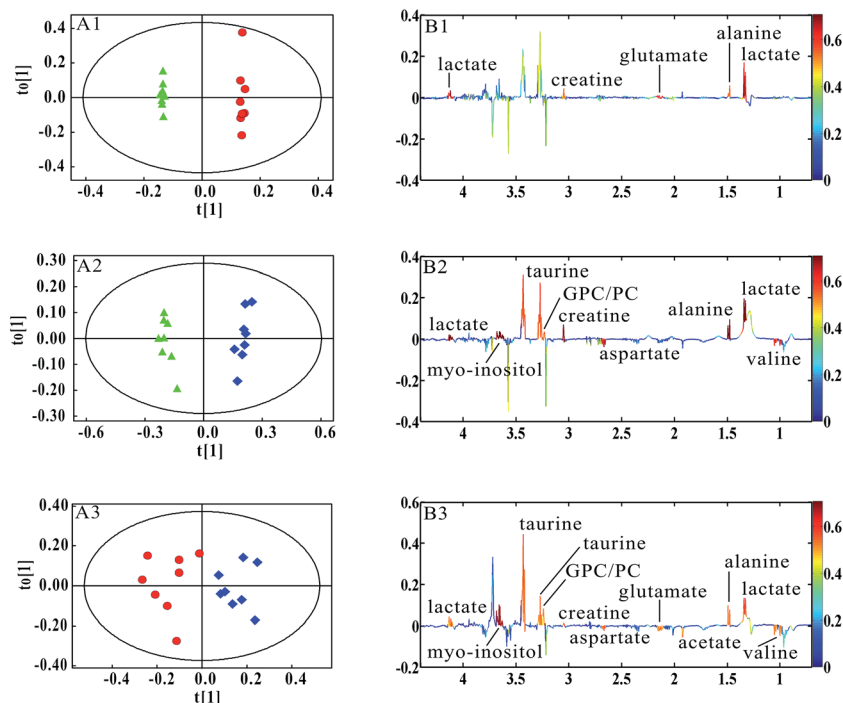 A1
0.4
0.2
0.0
-0.2
-0.4
to[1]
-0.4
-0.2
0.0
0.2
0.4
t[1]
B1
0.4
0.2
0
-0.2
-0.4
lactate
creatine
glutamate
alanine
lactate
4
3.5
3
2.5
2
1.5
1
0.6
0.4
0.2
0
A2
0.30
0.20
0.10
0.00
-0.10
-0.20
-0.30
to[1]
-0.6
-0.3
0.0
0.3
0.6
t[1]
B2
0.6
0.4
0.2
0
-0.2
-0.4
taurine
GPC/PC
creatine
lactate
myo-inositol
aspartate
alanine
lactate
valine
4
3.5
3
2.5
2
1.5
1
0.6
0.4
0.2
0
A3
0.40
0.20
0.00
-0.20
-0.40
to[1]
-0.4
-0.2
0.0
0.2
0.4
t[1]
B3
0.6
0.4
0.2
0
-0.2
taurine
taurine
GPC/PC
lactate
myo-inositol
creatine
aspartate
glutamate
acetate
alanine
lactate
valine
4
3.5
3
2.5
2
1.5
1
0.6
0.4
0.2
0